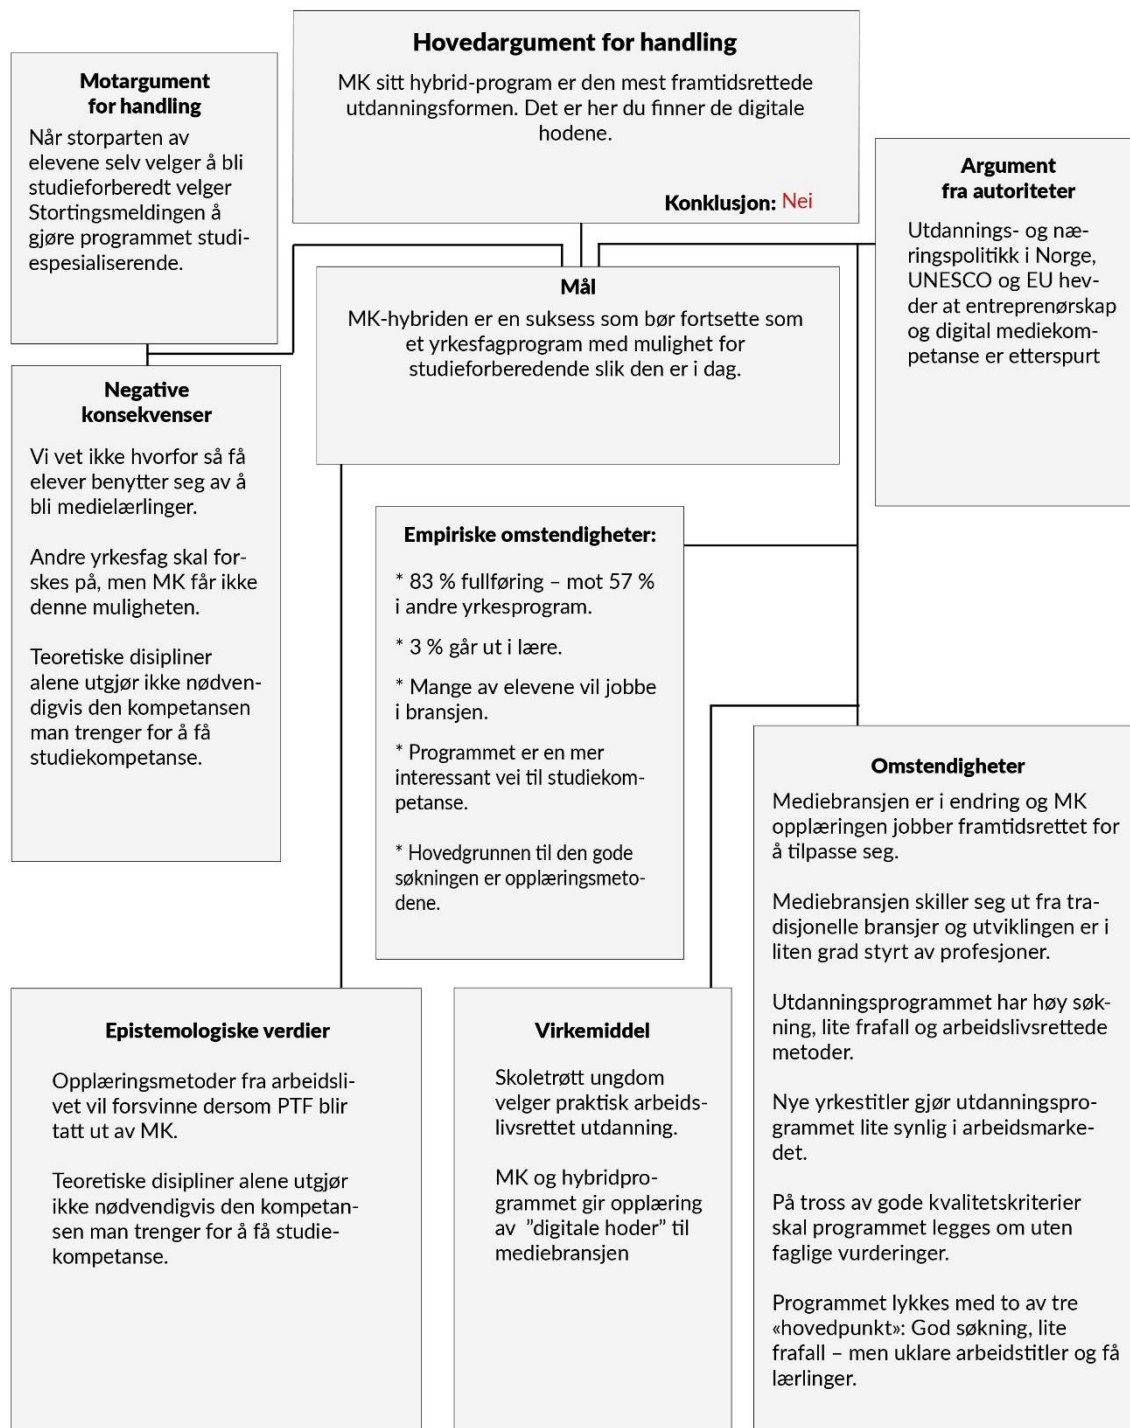 Hovedargument for handling
MK sitt hybrid-program er den mest framtidsrettede
utdanningsformen. Det er her du finner de digitale
hodene.
Konklusjon: Nei
Motargument
for handling
Når storparten av
elevene selv velger å bli
studieforberedt velger
Stortingsmeldingen å
gjøre programmet studi-
espesialiserende.
Argument
fra autoriteter
Utdannings- og næ-
ringspolitikk i Norge,
UNESCO og EU hev-
der at entreprenørskap
og digital mediekom-
petanse er etterspurt
Mål
MK-hybriden er en suksess som bør fortsette som
et yrkesfagprogram med mulighet for
studieforberedende slik den er i dag.
Negative
konsekvenser
Vi vet ikke hvorfor så få
elever benytter seg av å
bli medielærlinger.
Andre yrkesfag skal for-
skes på, men MK får ikke
denne muligheten.
Teoretiske disipliner
alene utgjør ikke nødven-
digvis den kompetansen
man trenger for å få
studiekompetanse.
Empiriske omstendigheter:
* 83 % fullføring – mot 57 %
i andre yrkesprogram.
* 3 % går ut i lære.
* Mange av elevene vil jobbe
i bransjen.
* Programmet er en mer
interessant vei til studiekom-
petanse.
* Hovedgrunnen til den gode
søkningen er opplæringsmeto-
dene.
Omstendigheter
Mediebransjen er i endring og MK
opplæringen jobber framtidsrettet for
å tilpasse seg.
Mediebransjen skiller seg ut fra tra-
disjonelle bransjer og utviklingen er i
liten grad styrt av profesjoner.
Utdanningsprogrammet har høy søk-
ning, lite frafall og arbeidslivsrettede
metoder.
Nye yrkestitler gjør utdanningspro-
grammet lite synlig i arbeidsmarke-
det.
På tross av gode kvalitetskriterier
skal programmet legges om uten
faglige vurderinger.
Programmet lykkes med to av tre
«hovedpunkt»: God søkning, lite
frafall – men uklare arbeidstitler og få
lærlinger.
Epistemologiske verdier
Opplæringsmetoder fra arbeidsli-
vet vil forsvinne dersom PTF blir
tatt ut av MK.
Teoretiske disipliner alene utgjør
ikke nødvendigvis den kompetan-
sen man trenger for å få studie-
kompetanse.
Virkemiddel
Skoletrøtt ungdom
velger praktisk arbeids-
livsrettet utdanning.
MK og hybridpro-
grammet gir opplæring
av ”digitale hoder” til
mediebransjen